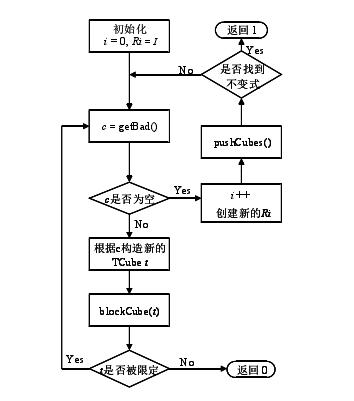 初始化
i = 0, Ri = I
返回 1
Yes
No
是否找到
不变式
c = getBad()
pushCubes()
c是否为空
Yes
i++
创建新的Ri
No
根据c构造新的
TCube t
blockCube(t)
Yes
t是否被限定
No
返回 0